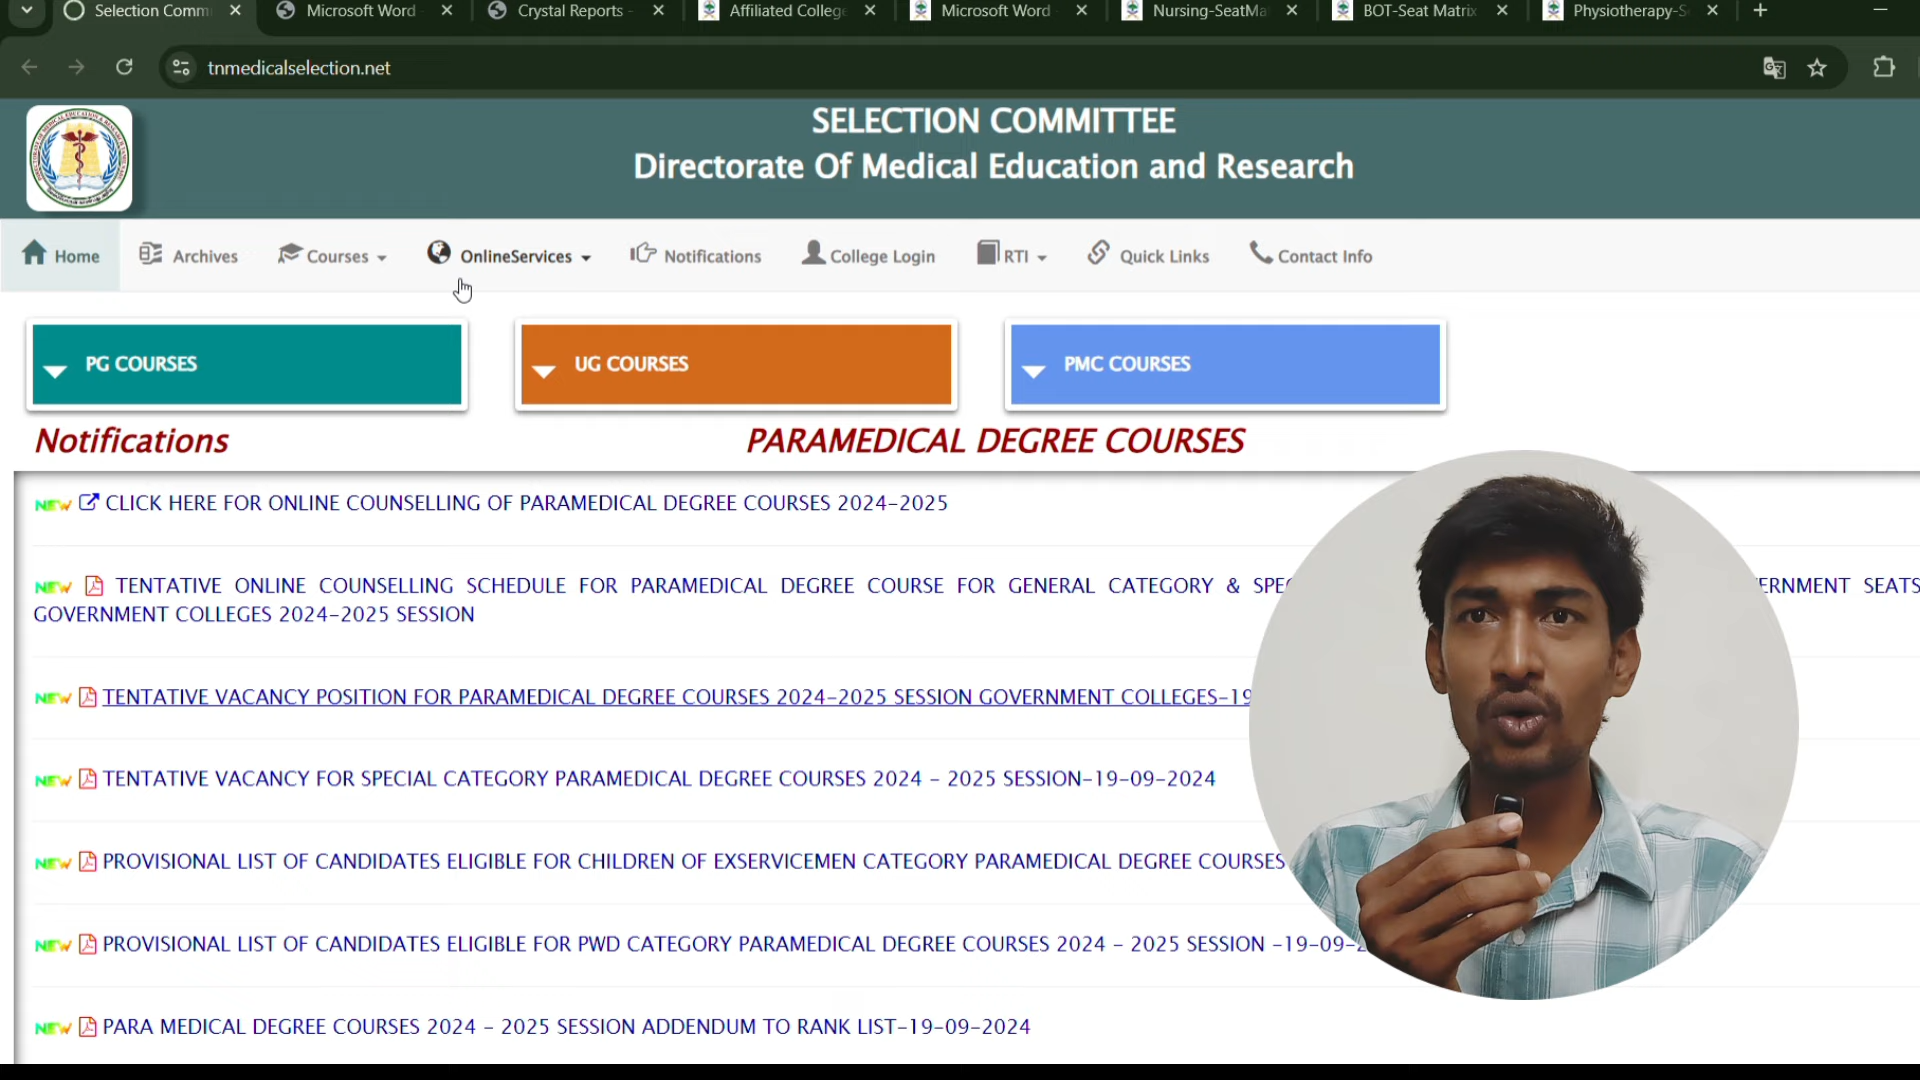 Selection Comm
Microsoft Word
Crystal Reports -
Affiliated College
Microsoft Word
Nursing-SeatMa
BOT-Seat Matrix
Physiotherapy-S
tnmedicalselection.net
SELECTION COMMITTEE
Directorate Of Medical Education and Research
Home
Archives
Courses
OnlineServices
Notifications
College Login
RTI
Quick Links
Contact Info
PG COURSES
UG COURSES
PMC COURSES
Notifications
PARAMEDICAL DEGREE COURSES
NEW CLICK HERE FOR ONLINE COUNSELLING OF PARAMEDICAL DEGREE COURSES 2024-2025
NEW TENTATIVE ONLINE COUNSELLING SCHEDULE FOR PARAMEDICAL DEGREE COURSE FOR GENERAL CATEGORY & SPE ERNMENT SEATS
GOVERNMENT COLLEGES 2024-2025 SESSION
NEW TENTATIVE VACANCY POSITION FOR PARAMEDICAL DEGREE COURSES 2024-2025 SESSION GOVERNMENT COLLEGES-19
NEW TENTATIVE VACANCY FOR SPECIAL CATEGORY PARAMEDICAL DEGREE COURSES 2024 - 2025 SESSION-19-09-2024
NEW PROVISIONAL LIST OF CANDIDATES ELIGIBLE FOR CHILDREN OF EXSERVICEMEN CATEGORY PARAMEDICAL DEGREE COURSES
NEW PROVISIONAL LIST OF CANDIDATES ELIGIBLE FOR PWD CATEGORY PARAMEDICAL DEGREE COURSES 2024 - 2025 SESSION -19-09-2
NEW PARA MEDICAL DEGREE COURSES 2024 - 2025 SESSION ADDENDUM TO RANK LIST-19-09-2024